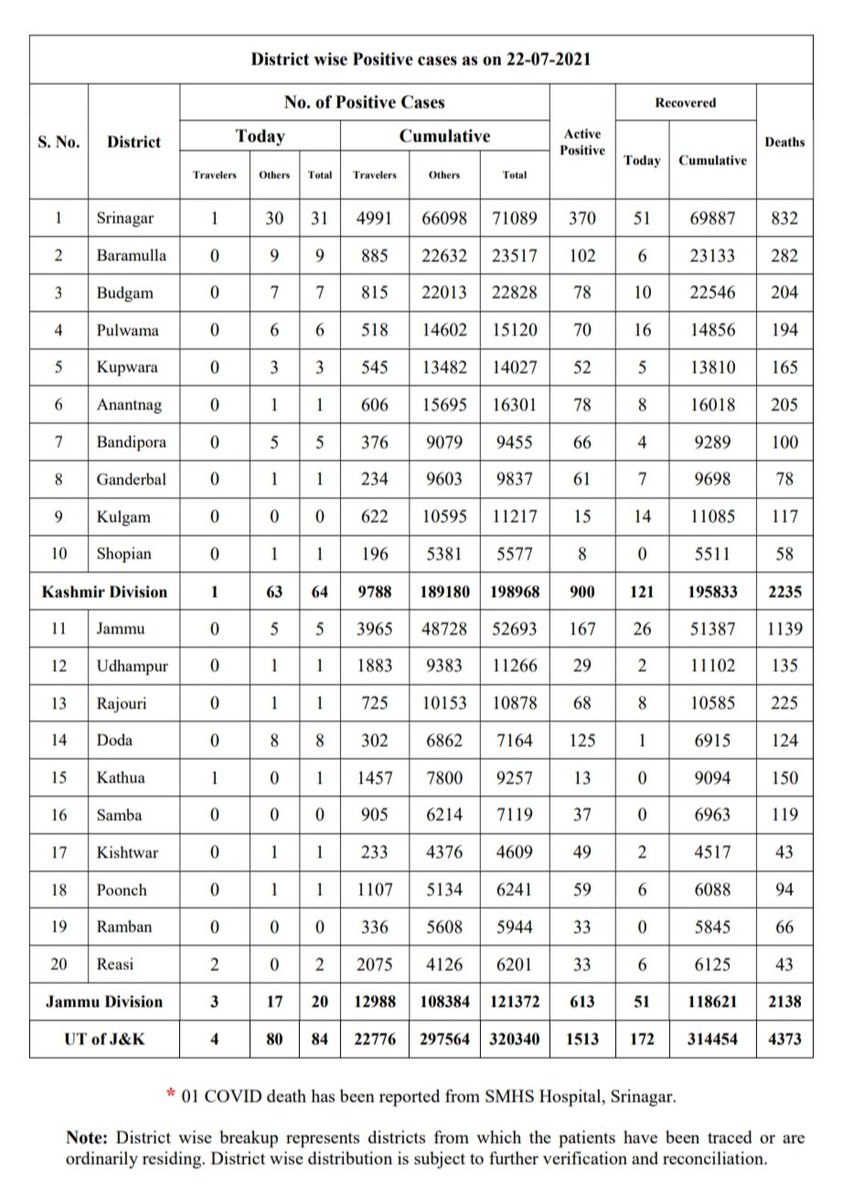 District wise Positive cases as on 22-07-2021
S. No. District No. of Positive Cases Active Positive Recovered Deaths
Today Cumulative Today Cumulative
Travelers Others Total Travelers Others Total
1 Srinagar 1 30 31 4991 66098 71089 370 51 69887 832
2 Baramulla 0 9 9 885 22632 23517 102 6 23133 282
3 Budgam 0 7 7 815 22013 22828 78 10 22546 204
4 Pulwama 0 6 6 518 14602 15120 70 16 14856 194
5 Kupwara 0 3 3 545 13482 14027 52 5 13810 165
6 Anantnag 0 1 1 606 15695 16301 78 8 16018 205
7 Bandipora 0 5 5 376 9079 9455 66 4 9289 100
8 Ganderbal 0 1 1 234 9603 9837 61 7 9698 78
9 Kulgam 0 0 0 622 10595 11217 15 14 11085 117
10 Shopian 0 1 1 196 5381 5577 8 0 5511 58
Kashmir Division 1 63 64 9788 189180 198968 900 121 195833 2235
11 Jammu 0 5 5 3965 48728 52693 167 26 51387 1139
12 Udhampur 0 1 1 1883 9383 11266 29 2 11102 135
13 Rajouri 0 1 1 725 10153 10878 68 8 10585 225
14 Doda 0 8 8 302 6862 7164 125 1 6915 124
15 Kathua 1 0 1 1457 7800 9257 13 0 9094 150
16 Samba 0 0 0 905 6214 7119 37 0 6963 119
17 Kishtwar 0 1 1 233 4376 4609 49 2 4517 43
18 Poonch 0 1 1 1107 5134 6241 59 6 6088 94
19 Ramban 0 0 0 336 5608 5944 33 0 5845 66
20 Reasi 2 0 2 2075 4126 6201 33 6 6125 43
Jammu Division 3 17 20 12988 108384 121372 613 51 118621 2138
UT of J&K 4 80 84 22776 297564 320340 1513 172 314454 4373
* 01 COVID death has been reported from SMHS Hospital, Srinagar.
Note: District wise breakup represents districts from which the patients have been traced or are
ordinarily residing. District wise distribution is subject to further verification and reconciliation.